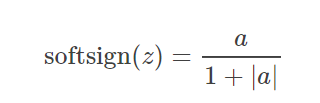 softsign(z) = a / (1 + |a|)